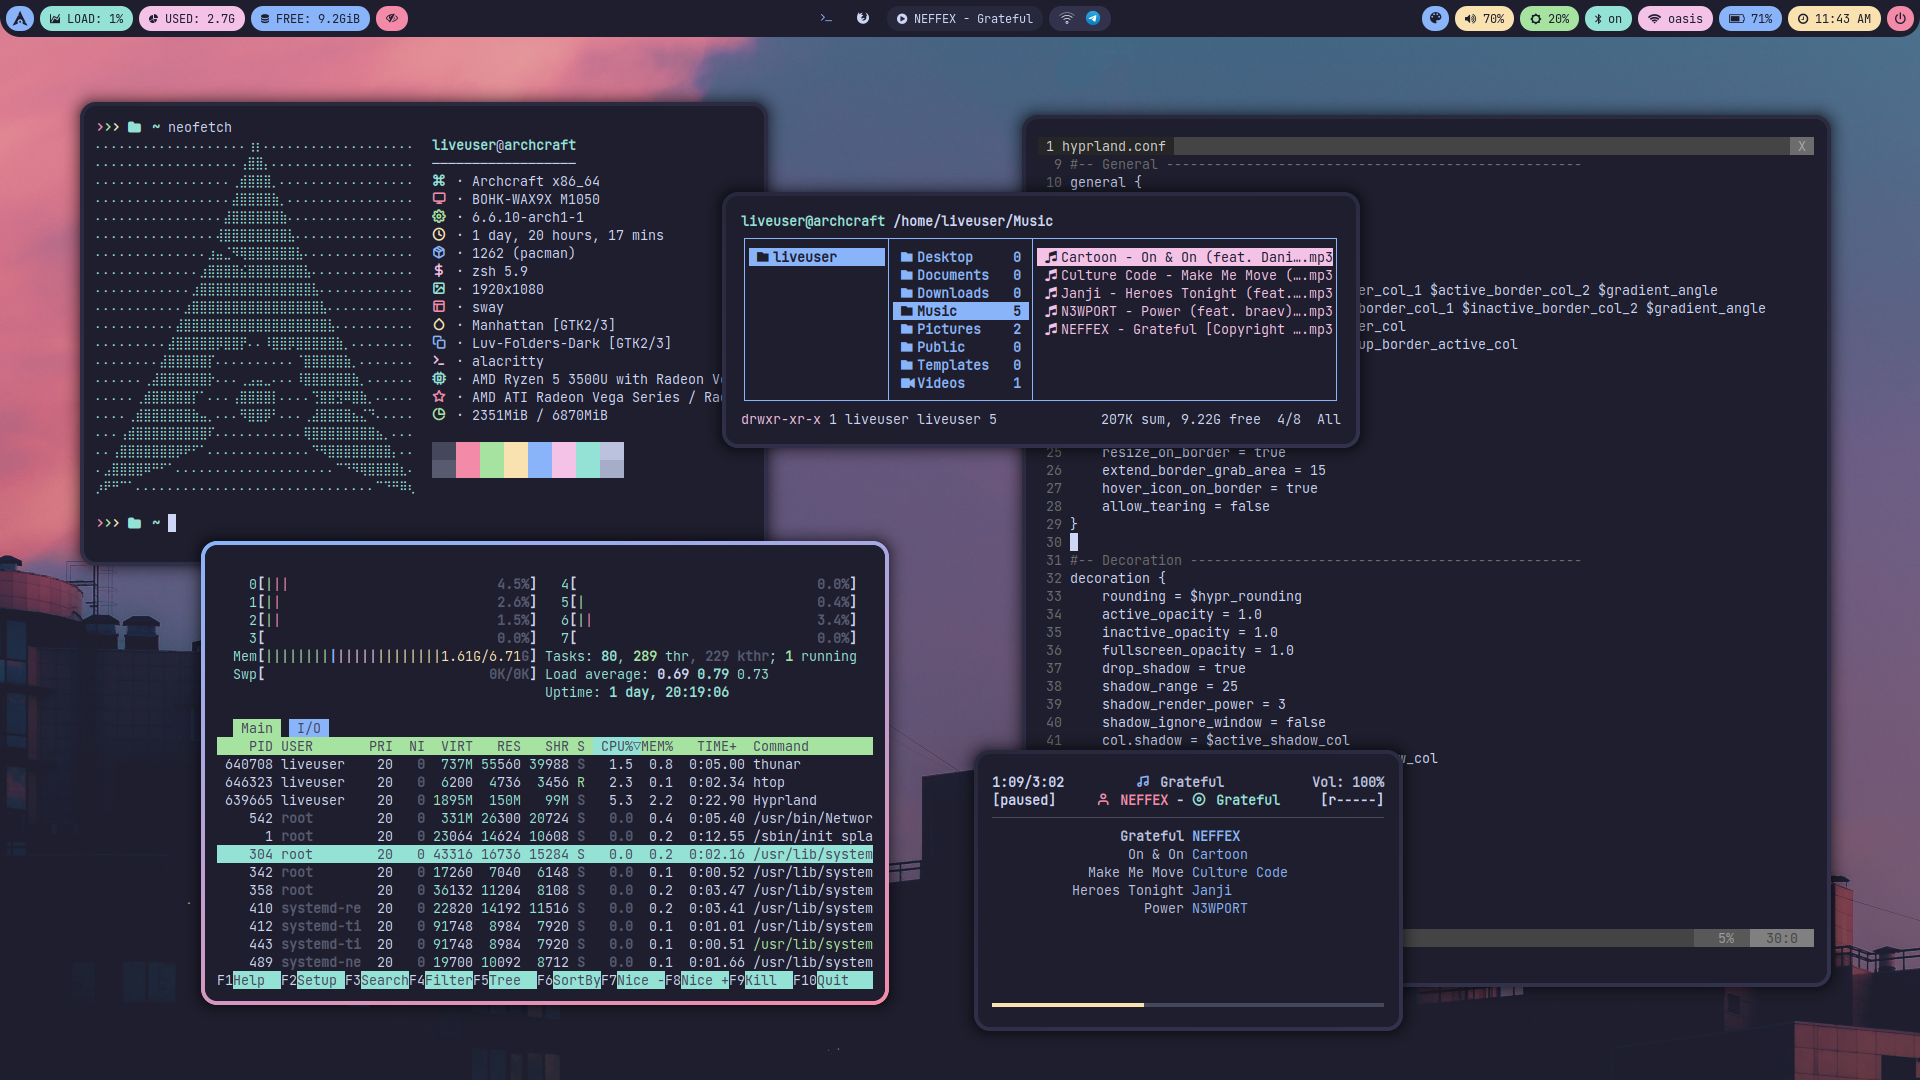 LOAD: 1% USED: 2.7G FREE: 9.2GiB NEFFEX - Grateful 70% 20% on oasis 71% 11:43 AM
~ neofetch
liveuser@archcraft
Archcraft x86_64
BOHK-WAX9X M1050
6.6.10-arch1-1
1 day, 20 hours, 17 mins
1262 (pacman)
zsh 5.9
1920x1080
sway
Manhattan [GTK2/3]
Luv-Folders-Dark [GTK2/3]
alacritty
AMD Ryzen 5 3500U with Radeon V
AMD ATI Radeon Vega Series / Ra
2351MiB / 6870MiB
~
liveuser@archcraft /home/liveuser/Music
liveuser
Desktop 0
Documents 0
Downloads 0
Music 5
Pictures 2
Public 0
Templates 0
Videos 1
Cartoon - On & On (feat. Dani….mp3
Culture Code - Make Me Move (….mp3
Janji - Heroes Tonight (feat.….mp3
N3WPORT - Power (feat. braev)….mp3
NEFFEX - Grateful [Copyright ….mp3
drwxr-xr-x 1 liveuser liveuser 5 207K sum, 9.22G free 4/8 All
1 hyprland.conf X
9 #-- General ----------------------------------------------------
10 general {
er_col_1 $active_border_col_2 $gradient_angle
border_col_1 $inactive_border_col_2 $gradient_angle
er_col
up_border_active_col
25 resize_on_border = true
26 extend_border_grab_area = 15
27 hover_icon_on_border = true
28 allow_tearing = false
29 }
30
31 #-- Decoration -------------------------------------------------
32 decoration {
33 rounding = $hypr_rounding
34 active_opacity = 1.0
35 inactive_opacity = 1.0
36 fullscreen_opacity = 1.0
37 drop_shadow = true
38 shadow_range = 25
39 shadow_render_power = 3
40 shadow_ignore_window = false
41 col.shadow = $active_shadow_col
w_col
5% 30:0
0[||| 4.5%] 4[ 0.0%]
1[|| 2.6%] 5[| 0.4%]
2[|| 1.5%] 6[|| 3.4%]
3[ 0.0%] 7[ 0.0%]
Mem[||||||||||||||||||||||1.61G/6.71G] Tasks: 80, 289 thr, 229 kthr; 1 running
Swp[ 0K/0K] Load average: 0.69 0.79 0.73
Uptime: 1 day, 20:19:06
Main I/O
PID USER PRI NI VIRT RES SHR S CPU%▽MEM% TIME+ Command
640708 liveuser 20 0 737M 55560 39988 S 1.5 0.8 0:05.00 thunar
646323 liveuser 20 0 6200 4736 3456 R 2.3 0.1 0:02.34 htop
639665 liveuser 20 0 1895M 150M 99M S 5.3 2.2 0:22.90 Hyprland
542 root 20 0 331M 26300 20724 S 0.0 0.4 0:05.40 /usr/bin/Networ
1 root 20 0 23064 14624 10608 S 0.0 0.2 0:12.55 /sbin/init spla
304 root 20 0 43316 16736 15284 S 0.0 0.2 0:02.16 /usr/lib/system
342 root 20 0 17260 7040 6148 S 0.0 0.1 0:00.52 /usr/lib/system
358 root 20 0 36132 11204 8108 S 0.0 0.2 0:03.47 /usr/lib/system
410 systemd-re 20 0 22820 14192 11516 S 0.0 0.2 0:03.41 /usr/lib/system
412 systemd-ti 20 0 91748 8984 7920 S 0.0 0.1 0:01.01 /usr/lib/system
443 systemd-ti 20 0 91748 8984 7920 S 0.0 0.1 0:00.51 /usr/lib/system
489 systemd-ne 20 0 19700 10092 8712 S 0.0 0.1 0:01.66 /usr/lib/system
F1Help F2Setup F3SearchF4FilterF5Tree F6SortByF7Nice -F8Nice +F9Kill F10Quit
1:09/3:02 Grateful Vol: 100%
[paused] NEFFEX - Grateful [r-----]
Grateful NEFFEX
On & On Cartoon
Make Me Move Culture Code
Heroes Tonight Janji
Power N3WPORT